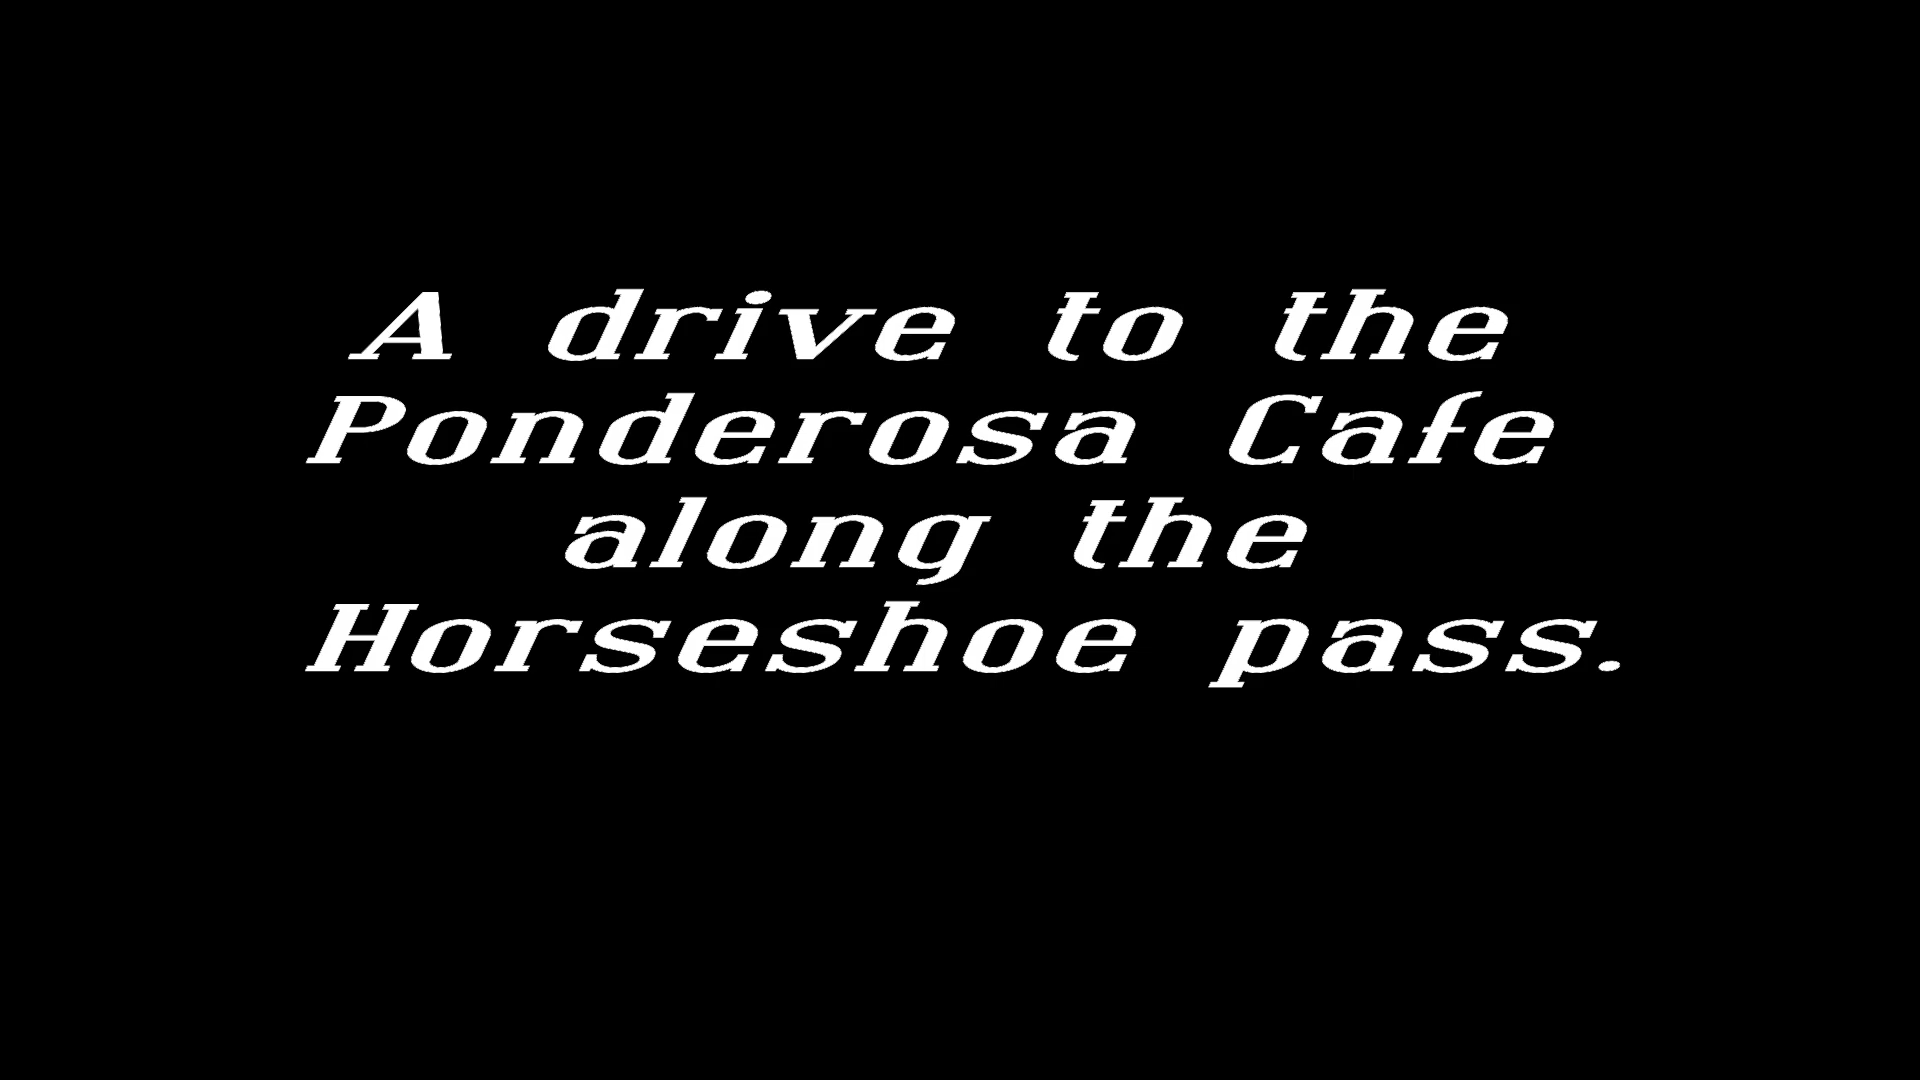 A drive to the
Ponderosa Cafe
along the
Horseshoe pass.